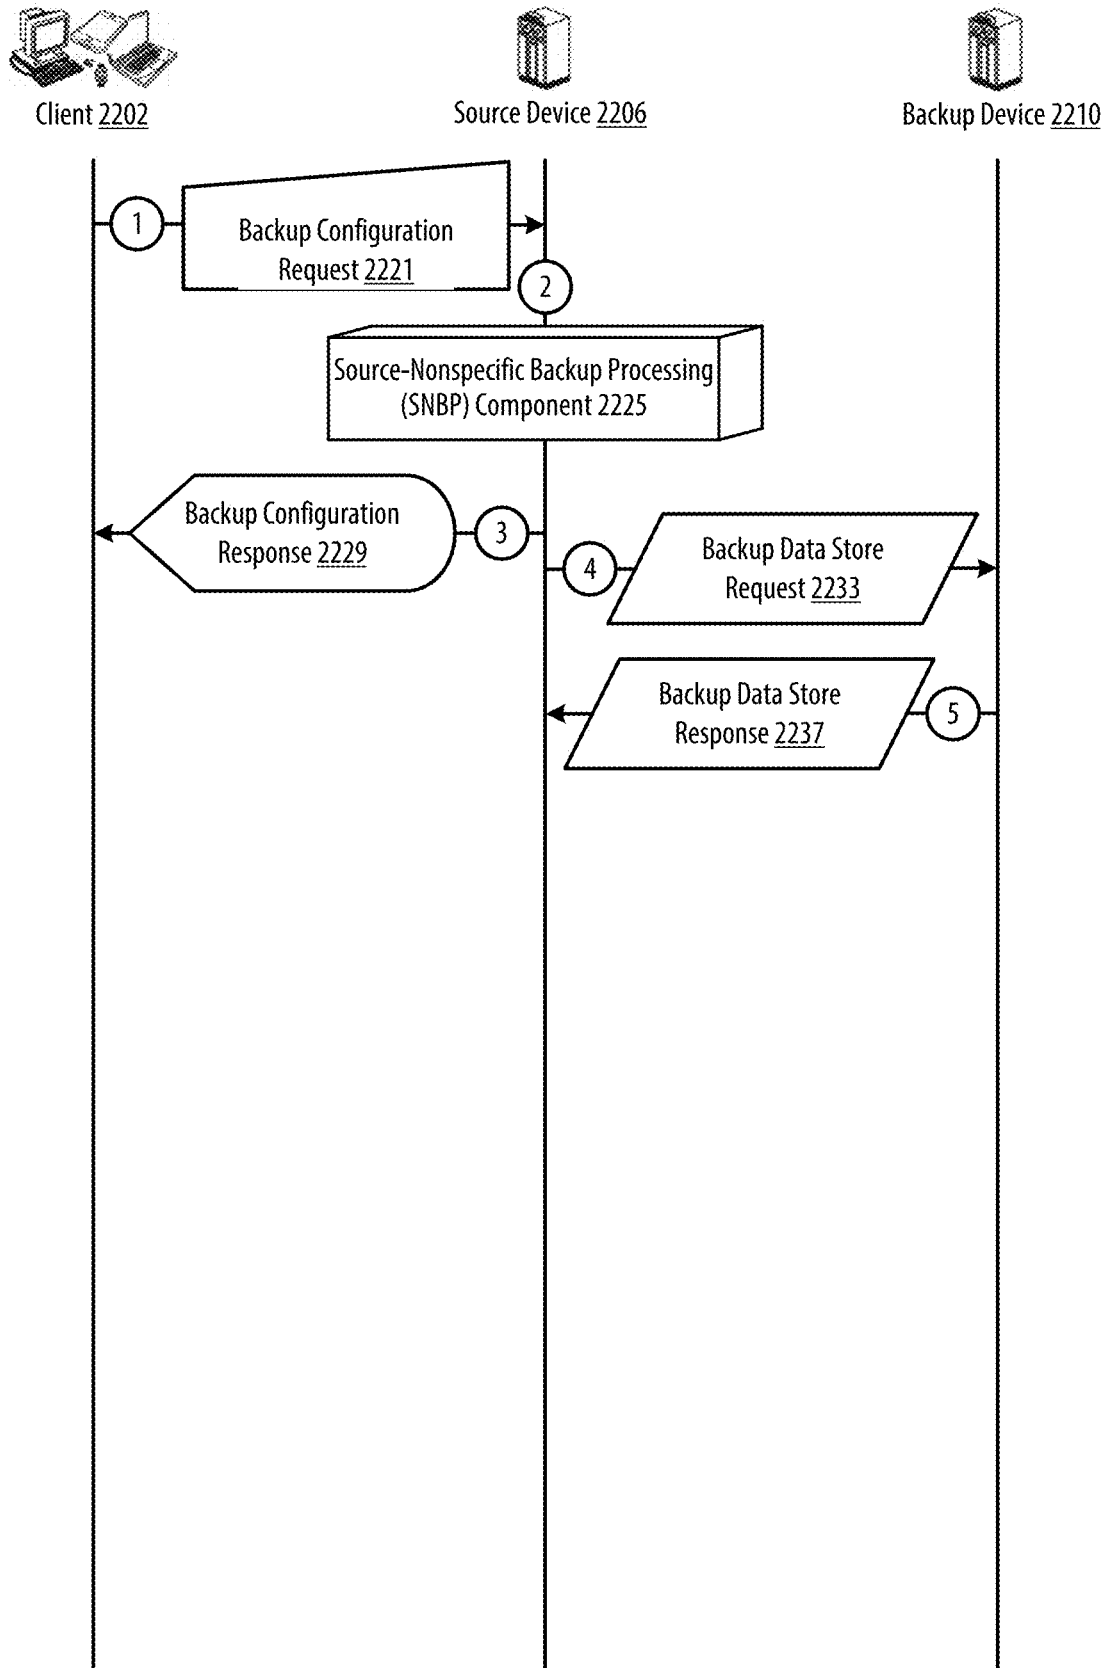 Client 2202
Source Device 2206
Backup Device 2210
1
Backup Configuration
Request 2221
2
Source-Nonspecific Backup Processing
(SNBP) Component 2225
Backup Configuration
Response 2229
3
4
Backup Data Store
Request 2233
Backup Data Store
Response 2237
5